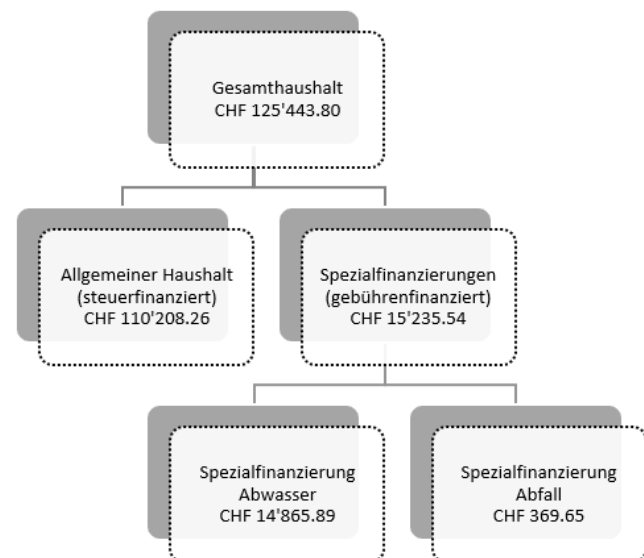 Gesamthaushalt
CHF 125'443.80
Allgemeiner Haushalt
(steuerfinanziert)
CHF 110'208.26
Spezialfinanzierungen
(gebührenfinanziert)
CHF 15'235.54
Spezialfinanzierung
Abwasser
CHF 14'865.89
Spezialfinanzierung
Abfall
CHF 369.65